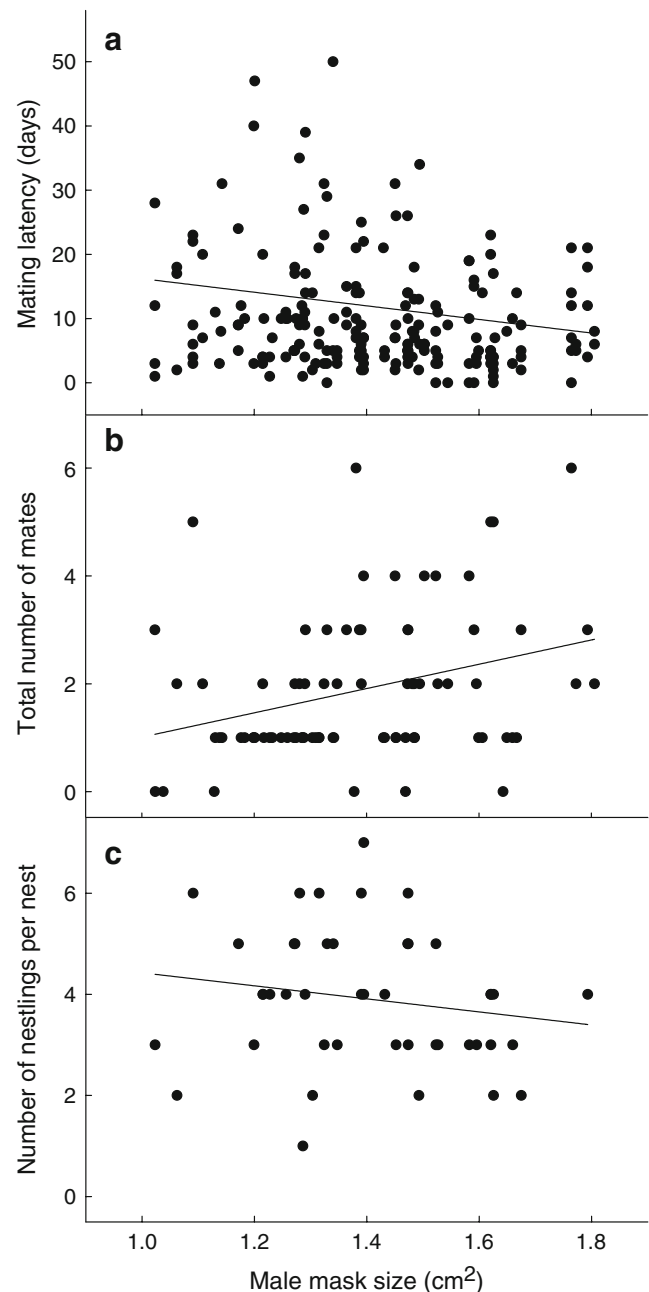 a
Mating latency (days)
50
40
30
20
10
0
b
Total number of mates
6
4
2
0
c
Number of nestlings per nest
6
4
2
0
1.0 1.2 1.4 1.6 1.8
Male mask size (cm²)